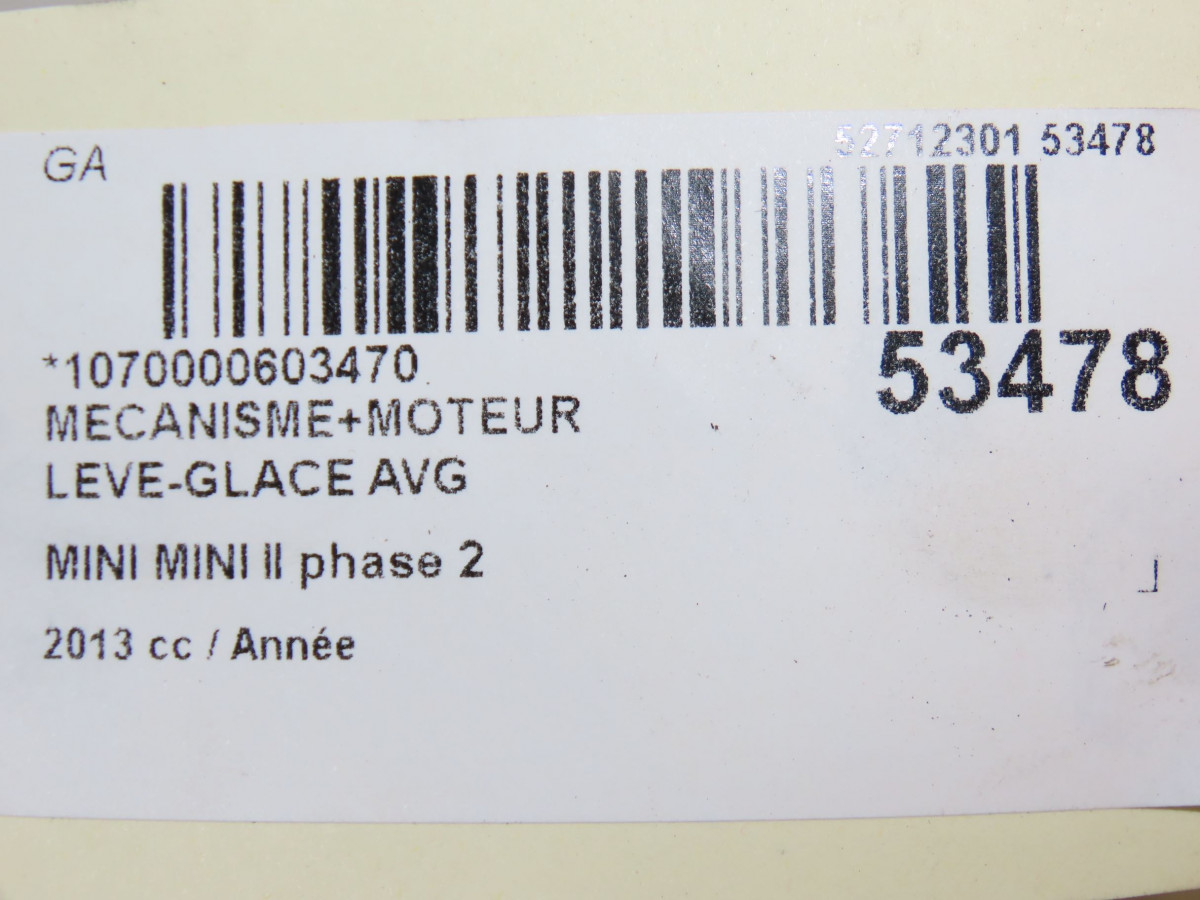 GA
52712301 53478
*1070000603470
53478
MECANISME+MOTEUR
LEVE-GLACE AVG
MINI MINI II phase 2
2013 cc / Année